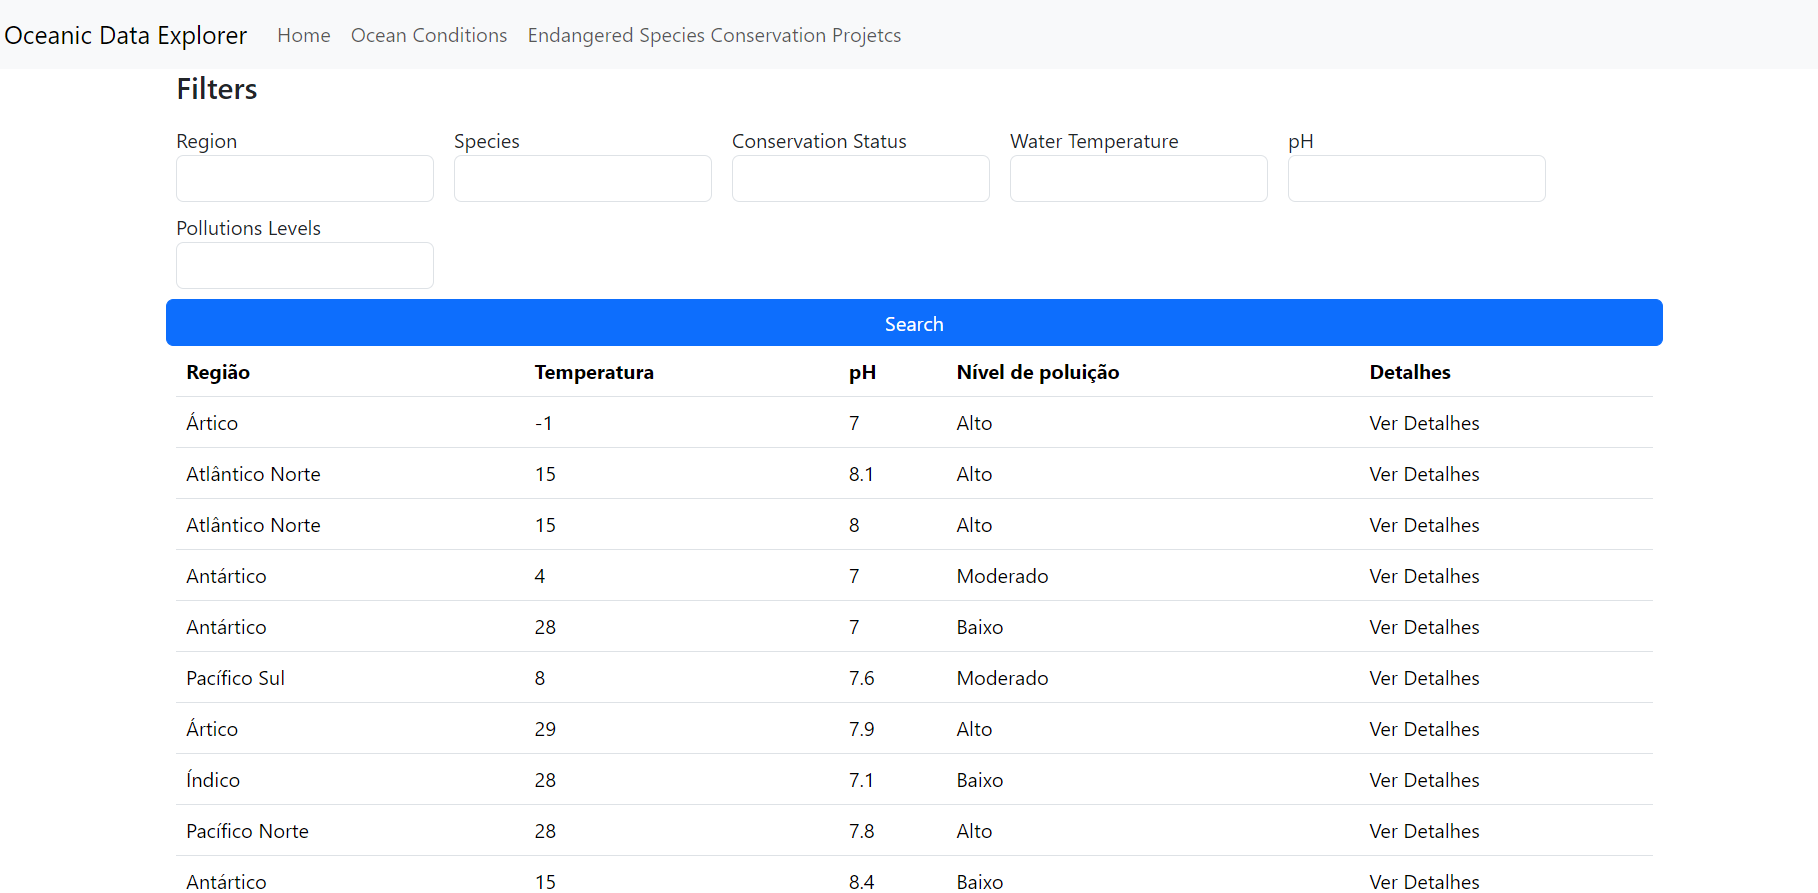 Oceanic Data Explorer Home Ocean Conditions Endangered Species Conservation Projetcs
Filters
Region Species Conservation Status Water Temperature pH
Pollutions Levels
Search
Região Temperatura pH Nível de poluição Detalhes
Ártico -1 7 Alto Ver Detalhes
Atlântico Norte 15 8.1 Alto Ver Detalhes
Atlântico Norte 15 8 Alto Ver Detalhes
Antártico 4 7 Moderado Ver Detalhes
Antártico 28 7 Baixo Ver Detalhes
Pacífico Sul 8 7.6 Moderado Ver Detalhes
Ártico 29 7.9 Alto Ver Detalhes
Índico 28 7.1 Baixo Ver Detalhes
Pacífico Norte 28 7.8 Alto Ver Detalhes
Antártico 15 8.4 Baixo Ver Detalhes